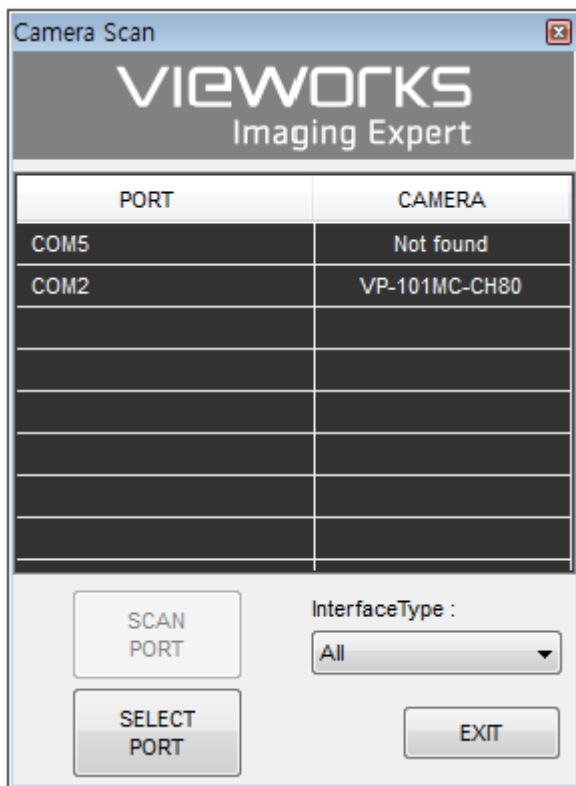 Camera Scan
VIEWORKS
Imaging Expert
PORT CAMERA
COM5 Not found
COM2 VP-101MC-CH80
SCAN
PORT
InterfaceType :
All
SELECT
PORT
EXIT